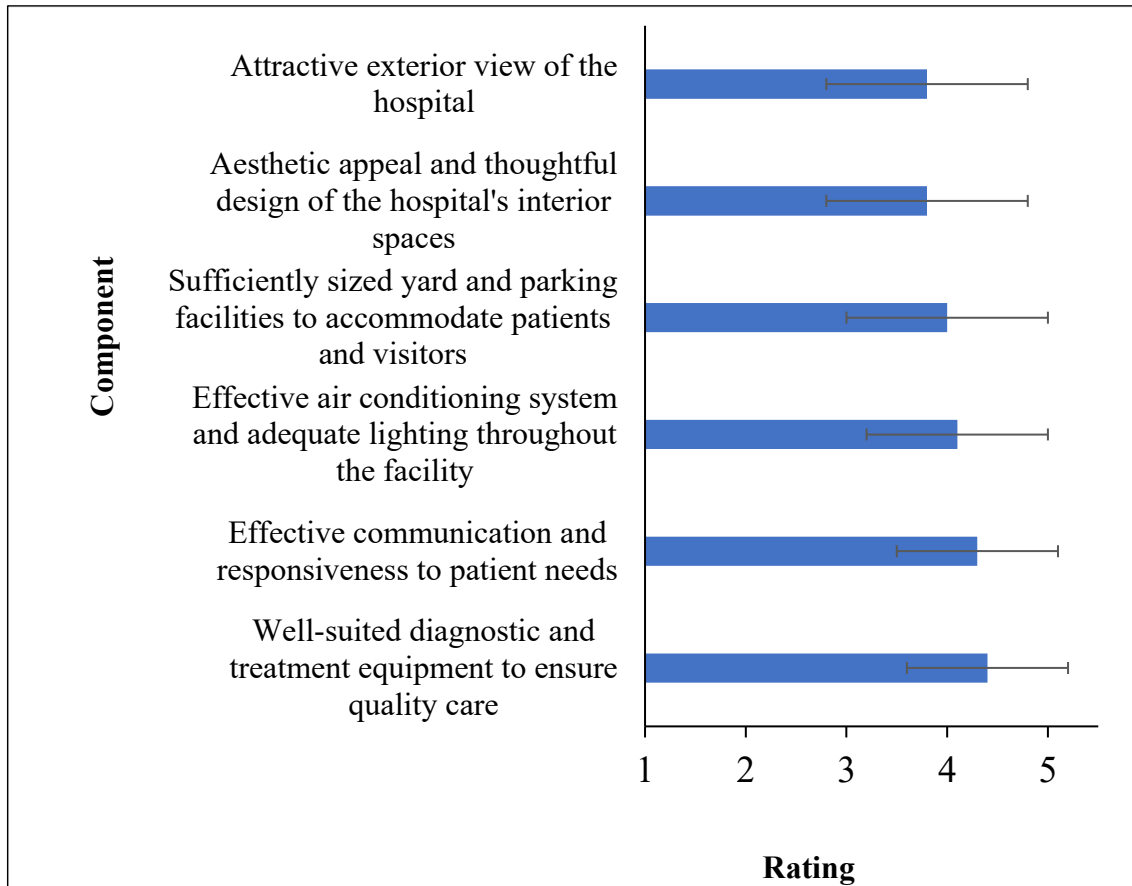 Component
Attractive exterior view of the
hospital
Aesthetic appeal and thoughtful
design of the hospital's interior
spaces
Sufficiently sized yard and parking
facilities to accommodate patients
and visitors
Effective air conditioning system
and adequate lighting throughout
the facility
Effective communication and
responsiveness to patient needs
Well-suited diagnostic and
treatment equipment to ensure
quality care
1 2 3 4 5
Rating